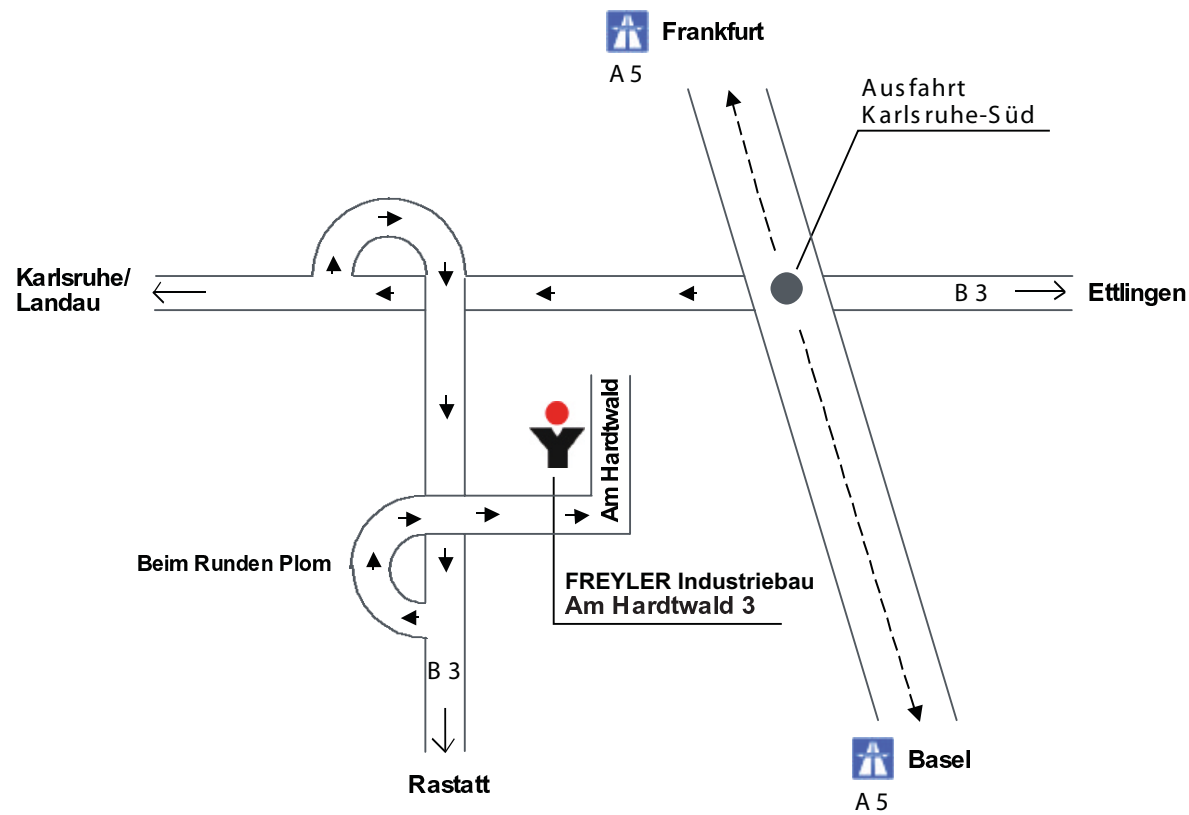 Frankfurt
A 5
Ausfahrt
Karlsruhe-Süd
Karlsruhe/
Landau
B 3
Ettlingen
Am Hardtwald
Beim Runden Plom
FREYLER Industriebau
Am Hardtwald 3
B 3
Rastatt
Basel
A 5